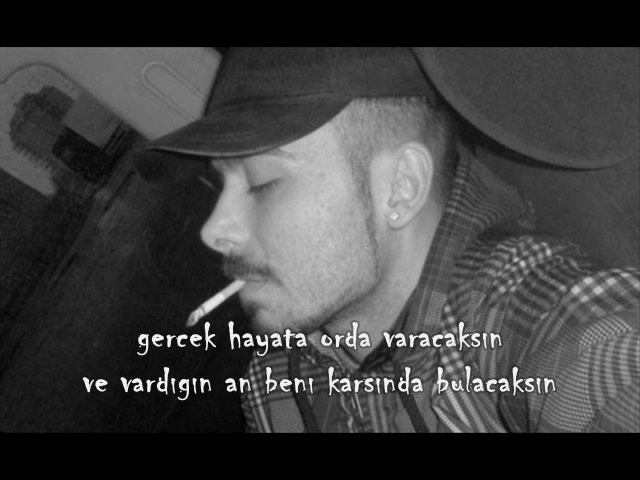 gercek hayata orda varacaksın
ve vardıgın an benı karsında bulacaksın